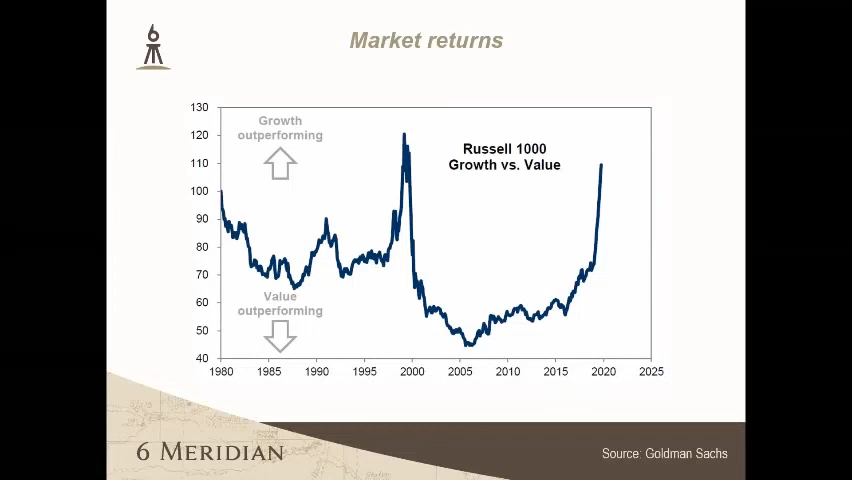 6
Market returns
130
120
110
100
90
80
70
60
50
40
Growth
outperforming
Russell 1000
Growth vs. Value
Value
outperforming
1980 1985 1990 1995 2000 2005 2010 2015 2020 2025
6 MERIDIAN
Source: Goldman Sachs